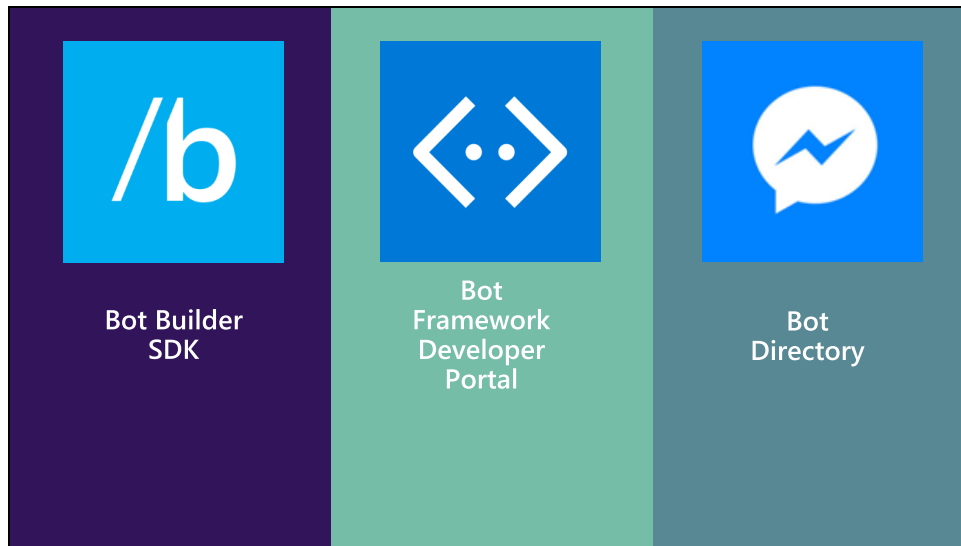 /b
Bot Builder
SDK
Bot
Framework
Developer
Portal
Bot
Directory